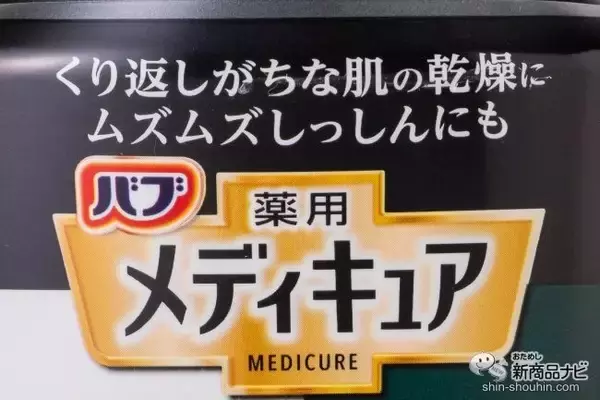 くり返しがちな肌の乾燥に
ムズムズしっしんにも
バブ
薬用
メディキュア
MEDICURE
おためし
新商品ナビ
shin-shouhin.com